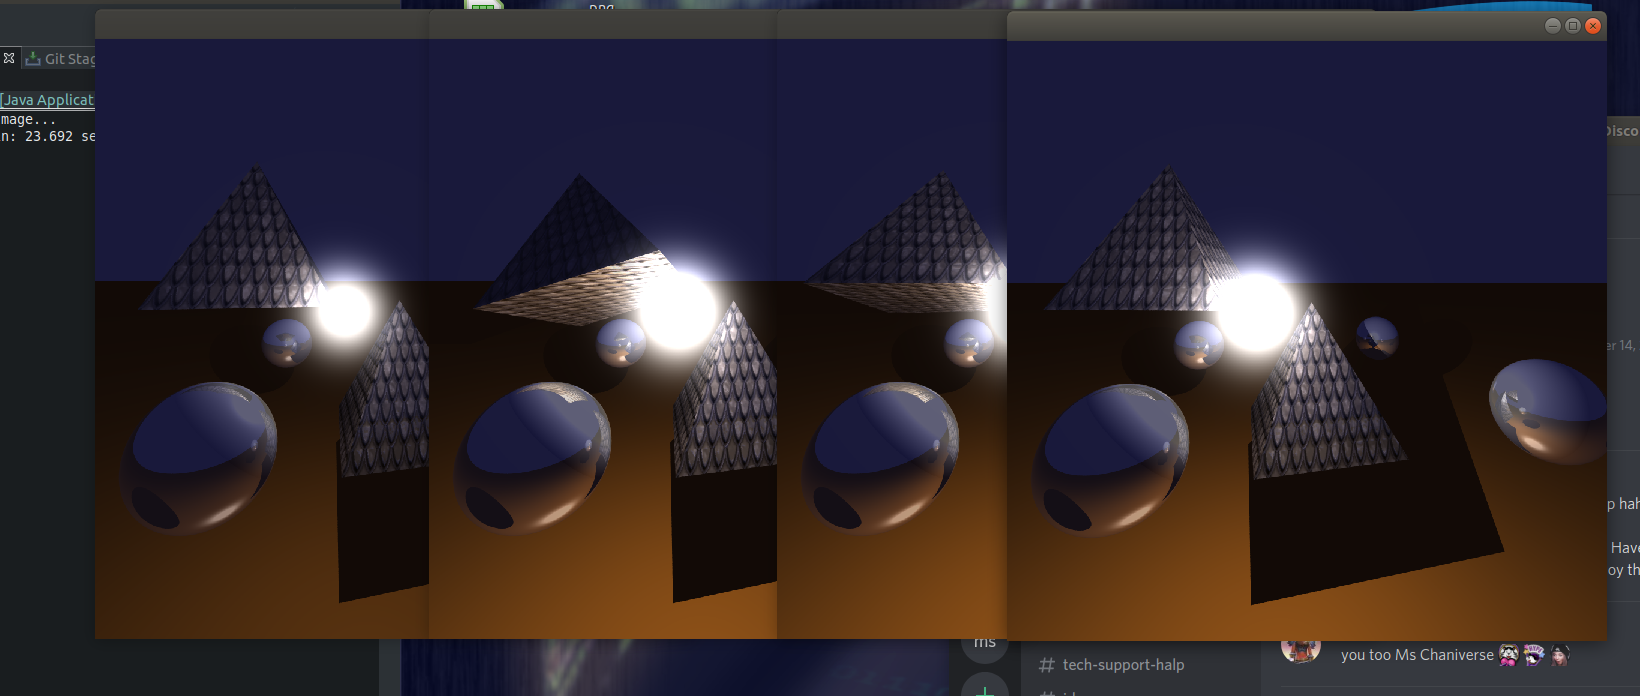 Git Stag
[Java Applicat
mage...
n: 23.692 se
Disco
er 14,
p hah
Have
oy th
ms
# tech-support-halp
you too Ms Chaniverse